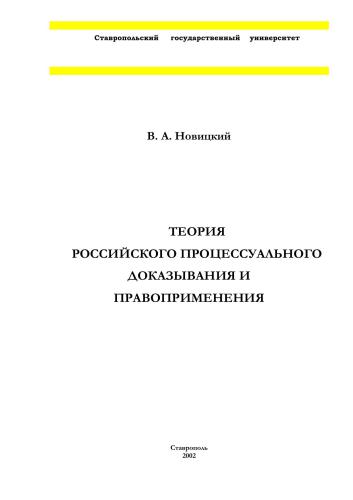 Ставропольский государственный университет
В. А. Новицкий
ТЕОРИЯ
РОССИЙСКОГО ПРОЦЕССУАЛЬНОГО
ДОКАЗЫВАНИЯ И
ПРАВОПРИМЕНЕНИЯ
Ставрополь
2002